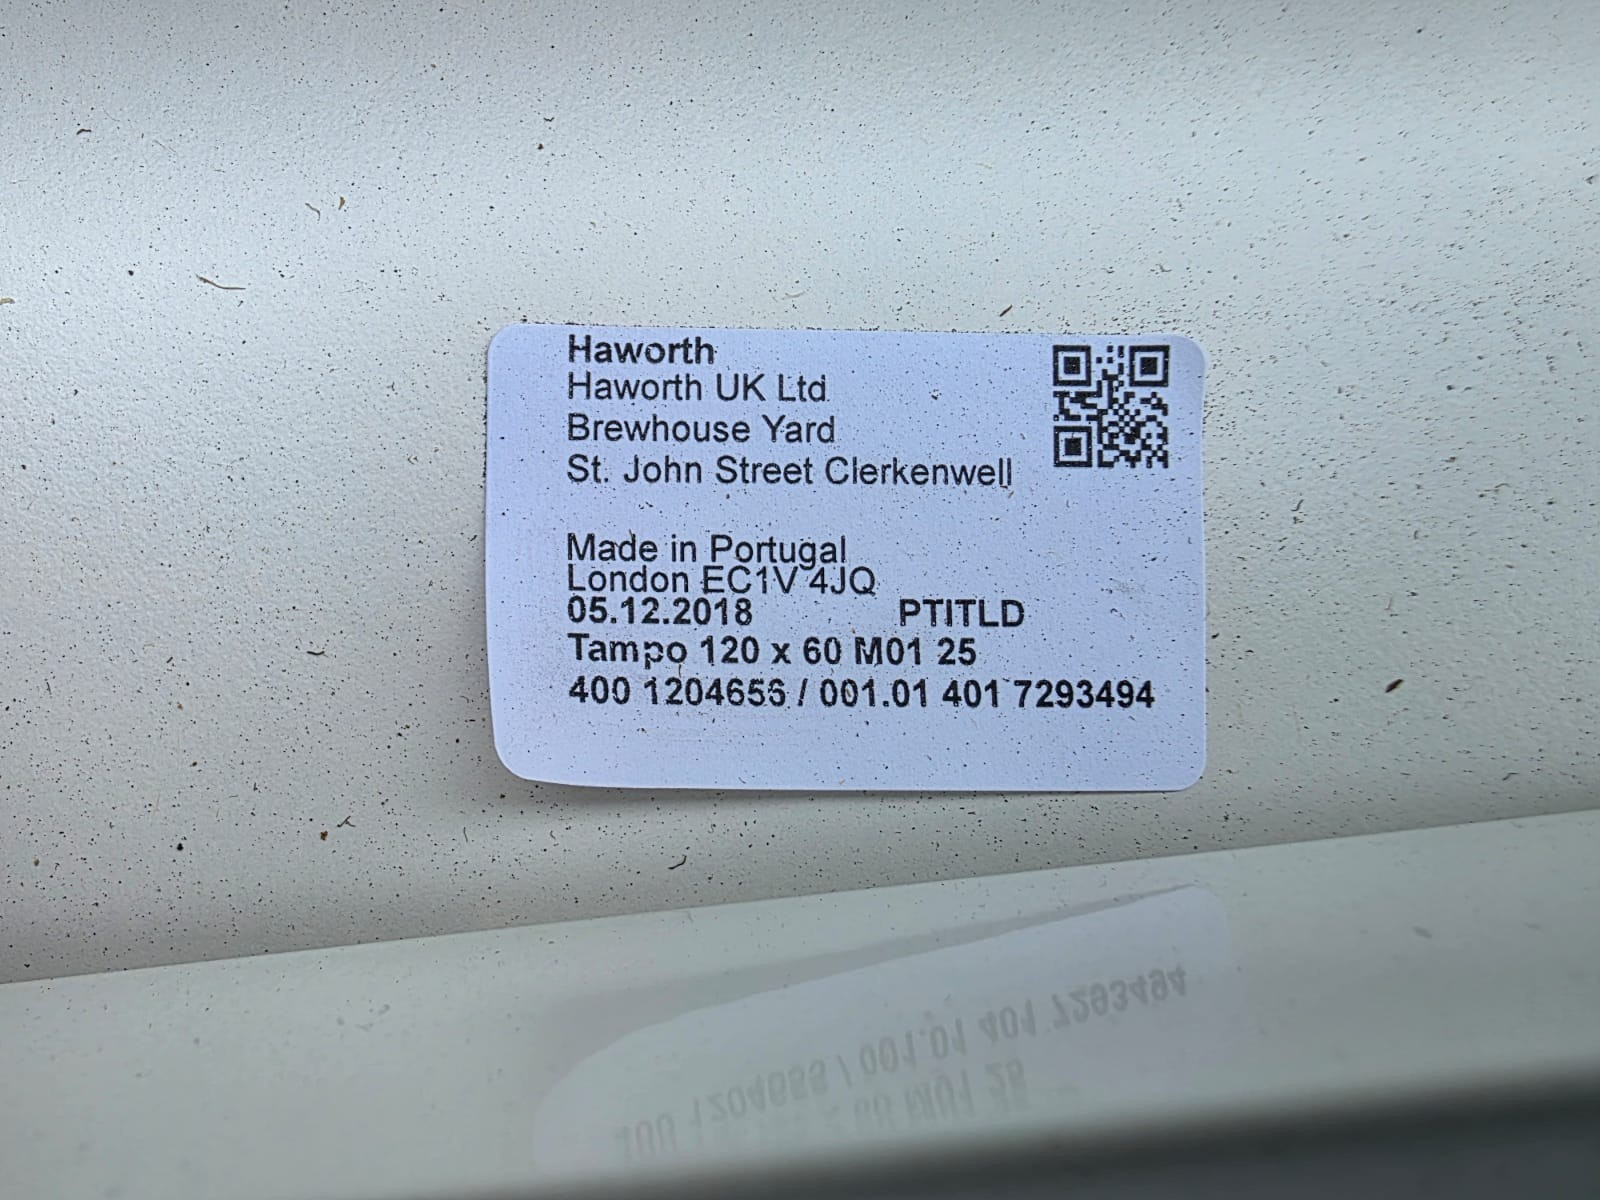 Haworth
Haworth UK Ltd
Brewhouse Yard
St. John Street Clerkenwell
Made in Portugal
London EC1V 4JQ
05.12.2018 PTITLD
Tampo 120 x 60 M01 25
400 1204656 / 001.01 401 7293494